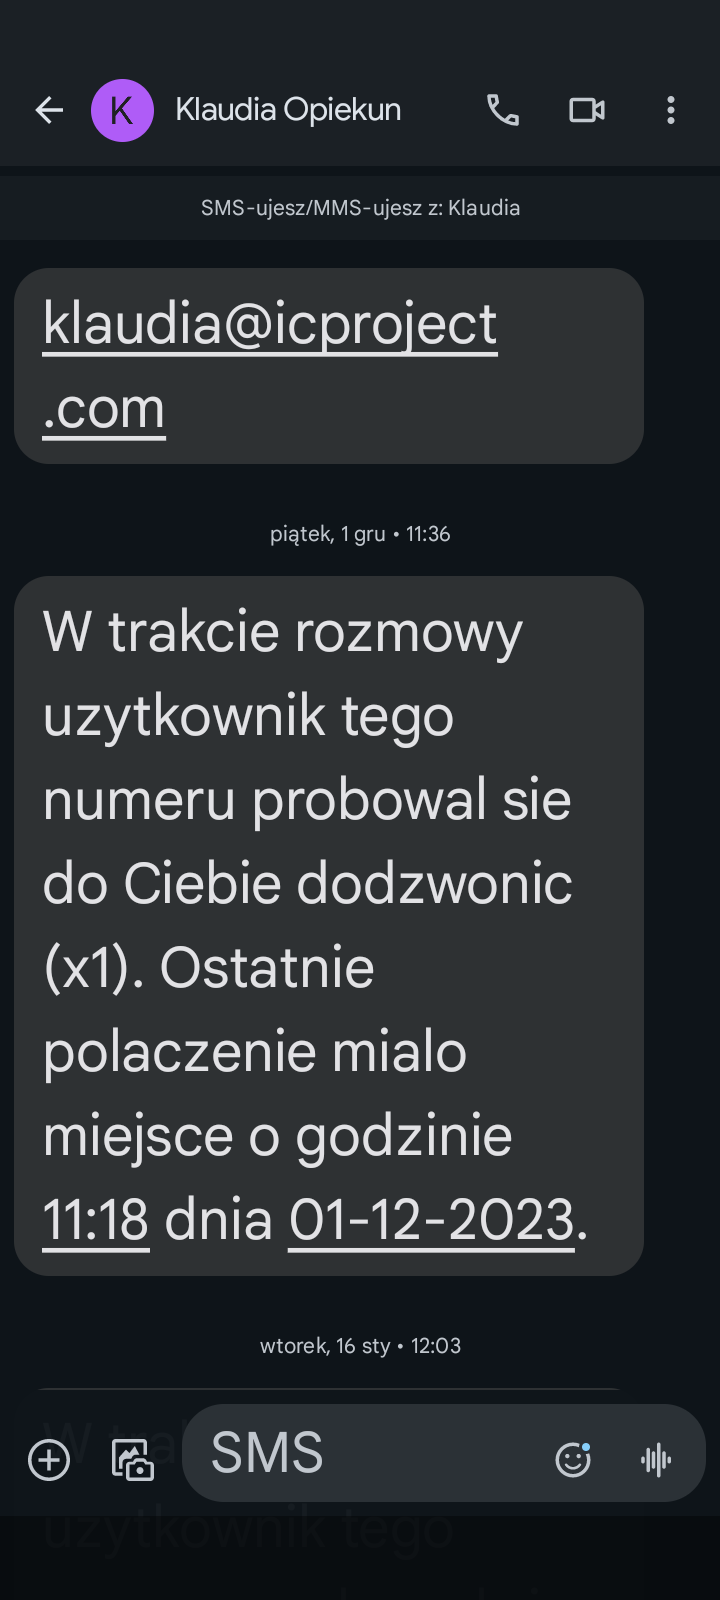 K
Klaudia Opiekun
SMS-ujesz/MMS-ujesz z: Klaudia
klaudia@icproject
.com
piątek, 1 gru • 11:36
W trakcie rozmowy
uzytkownik tego
numeru probowal sie
do Ciebie dodzwonic
(x1). Ostatnie
polaczenie mialo
miejsce o godzinie
11:18 dnia 01-12-2023.
wtorek, 16 sty • 12:03
SMS
uzytkownik tego